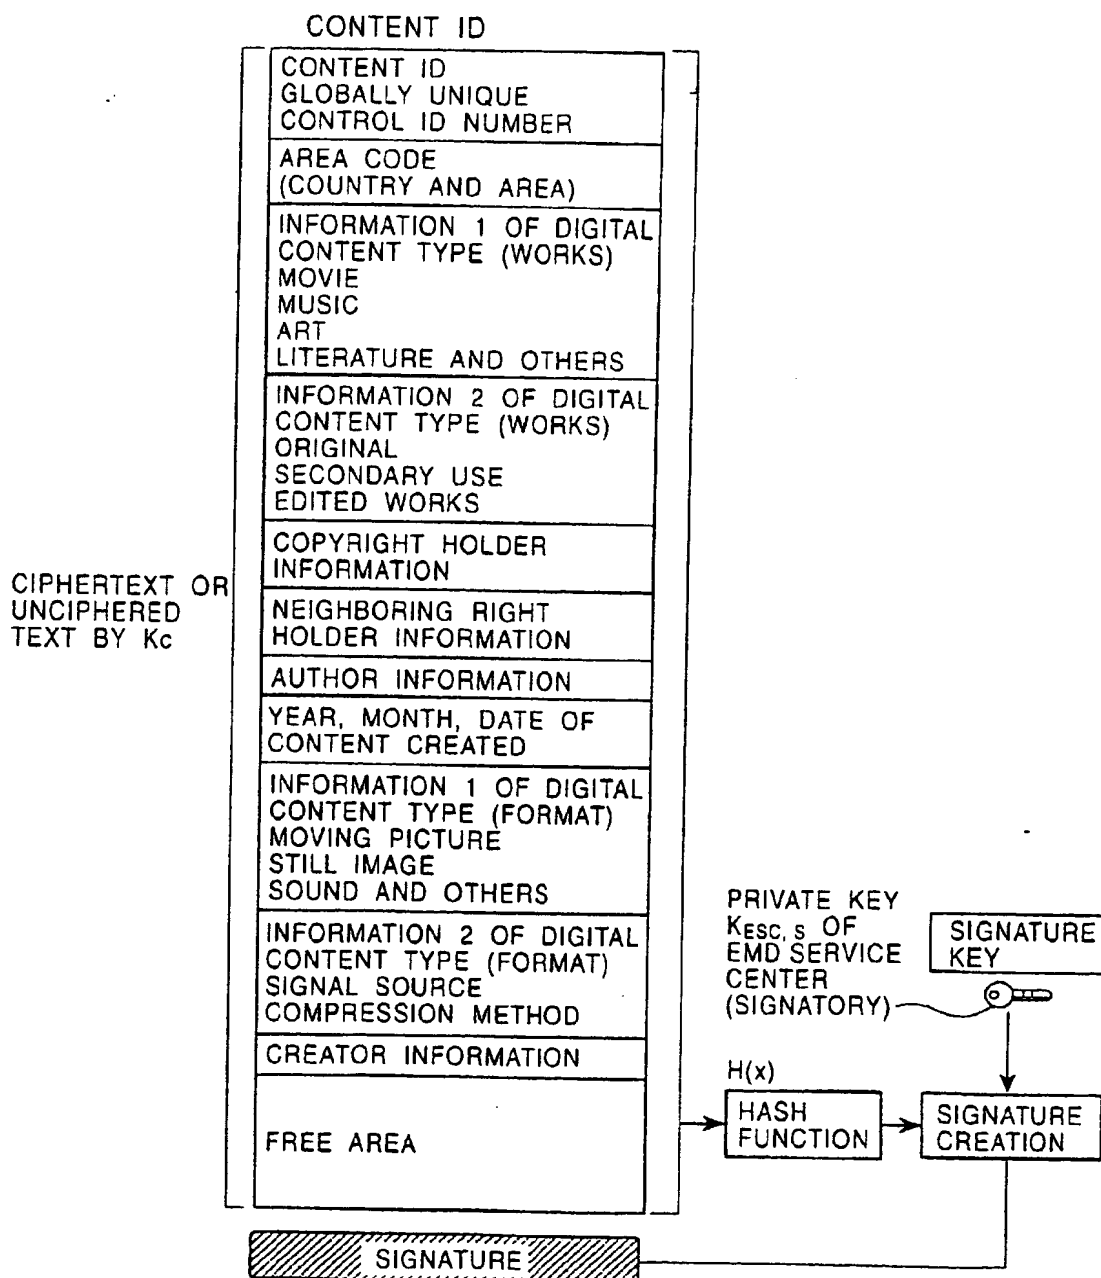 CONTENT ID
CONTENT ID
GLOBALLY UNIQUE
CONTROL ID NUMBER
AREA CODE
(COUNTRY AND AREA)
INFORMATION 1 OF DIGITAL
CONTENT TYPE (WORKS)
MOVIE
MUSIC
ART
LITERATURE AND OTHERS
INFORMATION 2 OF DIGITAL
CONTENT TYPE (WORKS)
ORIGINAL
SECONDARY USE
EDITED WORKS
COPYRIGHT HOLDER
INFORMATION
CIPHERTEXT OR
UNCIPHERED
TEXT BY Kc
NEIGHBORING RIGHT
HOLDER INFORMATION
AUTHOR INFORMATION
YEAR, MONTH, DATE OF
CONTENT CREATED
INFORMATION 1 OF DIGITAL
CONTENT TYPE (FORMAT)
MOVING PICTURE
STILL IMAGE
SOUND AND OTHERS
INFORMATION 2 OF DIGITAL
CONTENT TYPE (FORMAT)
SIGNAL SOURCE
COMPRESSION METHOD
CREATOR INFORMATION
FREE AREA
PRIVATE KEY
KESC, S OF
EMD SERVICE
CENTER
(SIGNATORY)
SIGNATURE
KEY
H(x)
HASH
FUNCTION
SIGNATURE
CREATION
SIGNATURE